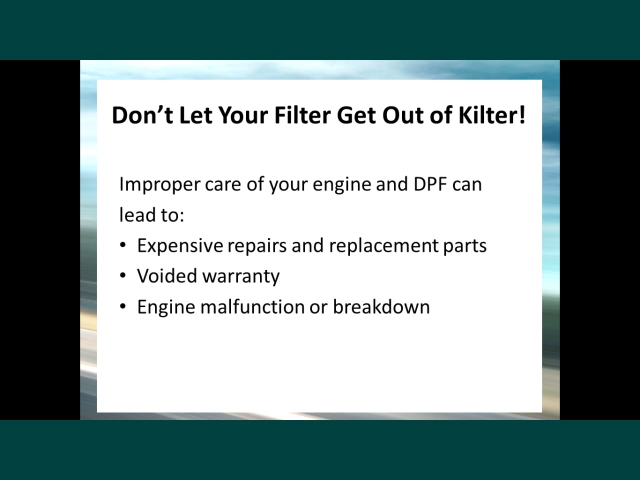 Don’t Let Your Filter Get Out of Kilter!
Improper care of your engine and DPF can
lead to:
• Expensive repairs and replacement parts
• Voided warranty
• Engine malfunction or breakdown